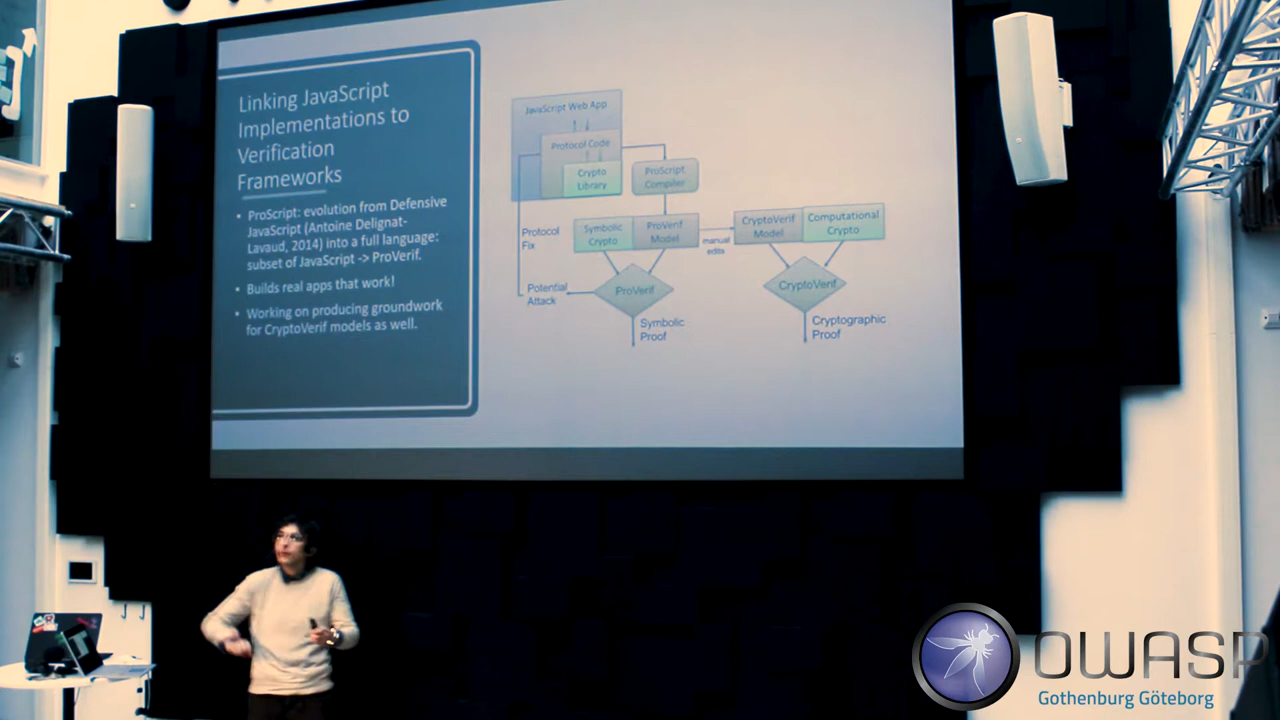 Linking JavaScript
Implementations to
Verification
Frameworks
• ProScript: evolution from Defensive
JavaScript (Antoine Delignat-
Lavaud, 2014) into a full language:
subset of JavaScript -> ProVerif.
• Builds real apps that work!
• Working on producing groundwork
for CryptoVerif models as well.
JavaScript Web App
Protocol Code
Crypto
Library
ProScript
Compiler
Protocol
Fix
Symbolic
Crypto
ProVerif
Model
manual
edits
CryptoVerif
Model
Computational
Crypto
Potential
Attack
ProVerif
CryptoVerif
Symbolic
Proof
Cryptographic
Proof
OWASP
Gothenburg Göteborg